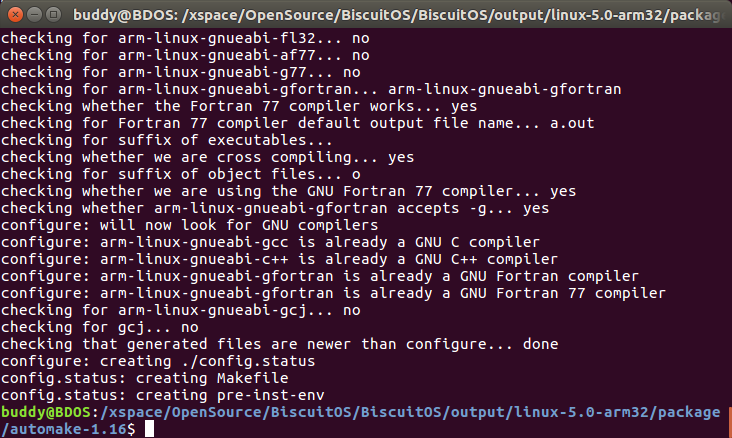 buddy@BDOS: /xspace/OpenSource/BiscuitOS/BiscuitOS/output/linux-5.0-arm32/package
checking for arm-linux-gnueabi-fl32... no
checking for arm-linux-gnueabi-af77... no
checking for arm-linux-gnueabi-g77... no
checking for arm-linux-gnueabi-gfortran... arm-linux-gnueabi-gfortran
checking whether the Fortran 77 compiler works... yes
checking for Fortran 77 compiler default output file name... a.out
checking for suffix of executables...
checking whether we are cross compiling... yes
checking for suffix of object files... o
checking whether we are using the GNU Fortran 77 compiler... yes
checking whether arm-linux-gnueabi-gfortran accepts -g... yes
configure: will now look for GNU compilers
configure: arm-linux-gnueabi-gcc is already a GNU C compiler
configure: arm-linux-gnueabi-c++ is already a GNU C++ compiler
configure: arm-linux-gnueabi-gfortran is already a GNU Fortran compiler
configure: arm-linux-gnueabi-gfortran is already a GNU Fortran 77 compiler
checking for arm-linux-gnueabi-gcj... no
checking for gcj... no
checking that generated files are newer than configure... done
configure: creating ./config.status
config.status: creating Makefile
config.status: creating pre-inst-env
buddy@BDOS:/xspace/OpenSource/BiscuitOS/BiscuitOS/output/linux-5.0-arm32/package
/automake-1.16$